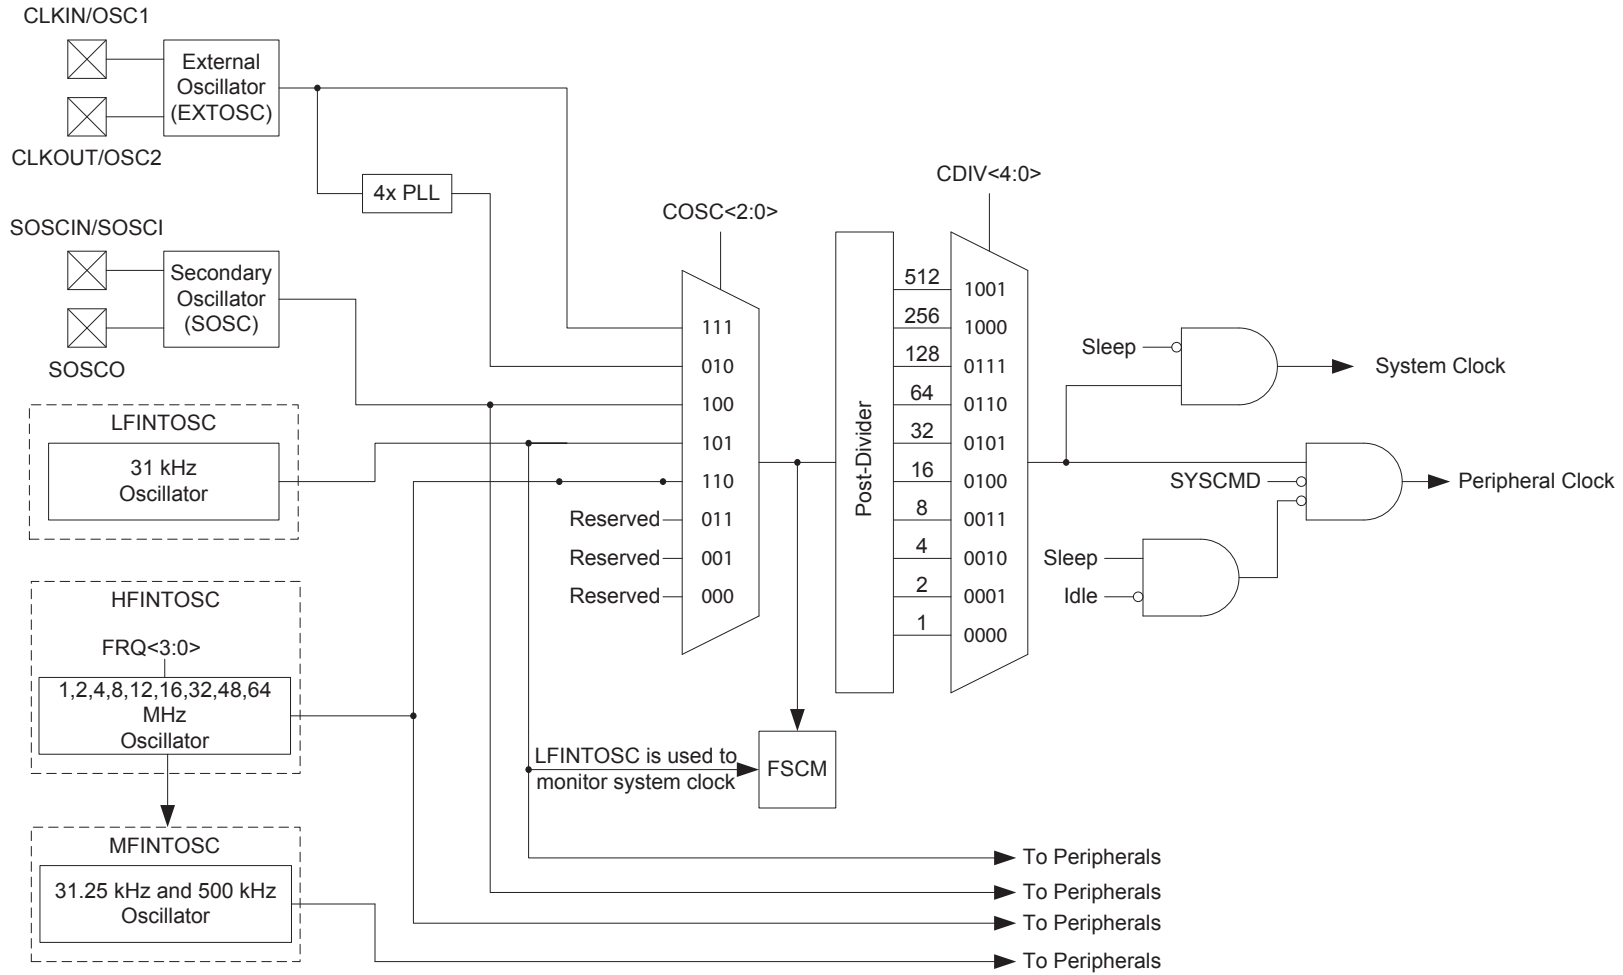 CLKIN/OSC1
External
Oscillator
(EXTOSC)
CLKOUT/OSC2
4x PLL
SOSCIN/SOSCI
Secondary
Oscillator
(SOSC)
SOSCO
LFINTOSC
31 kHz
Oscillator
HFINTOSC
FRQ<3:0>
1,2,4,8,12,16,32,48,64
MHz
Oscillator
MFINTOSC
31.25 kHz and 500 kHz
Oscillator
COSC<2:0>
111
010
100
101
110
Reserved 011
Reserved 001
Reserved 000
LFINTOSC is used to
monitor system clock
FSCM
Post-Divider
CDIV<4:0>
512 1001
256 1000
128 0111
64 0110
32 0101
16 0100
8 0011
4 0010
2 0001
1 0000
Sleep
System Clock
SYSCMD
Peripheral Clock
Sleep
Idle
To Peripherals
To Peripherals
To Peripherals
To Peripherals